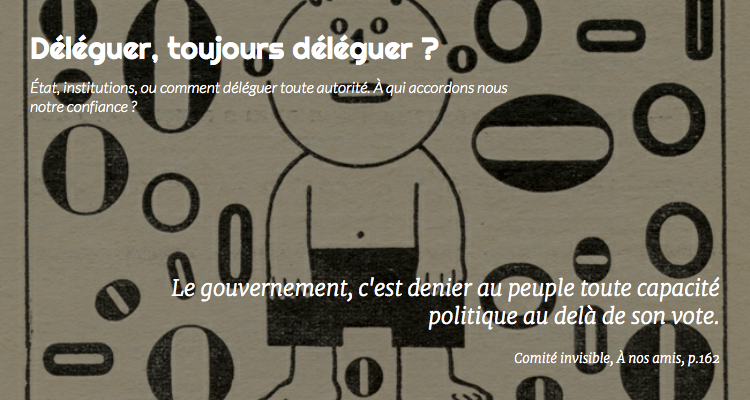 Déléguer, toujours déléguer ?
État, institutions, ou comment déléguer toute autorité. À qui accordons nous
notre confiance ?
Le gouvernement, c'est denier au peuple toute capacité
politique au delà de son vote.
Comité invisible, À nos amis, p.162